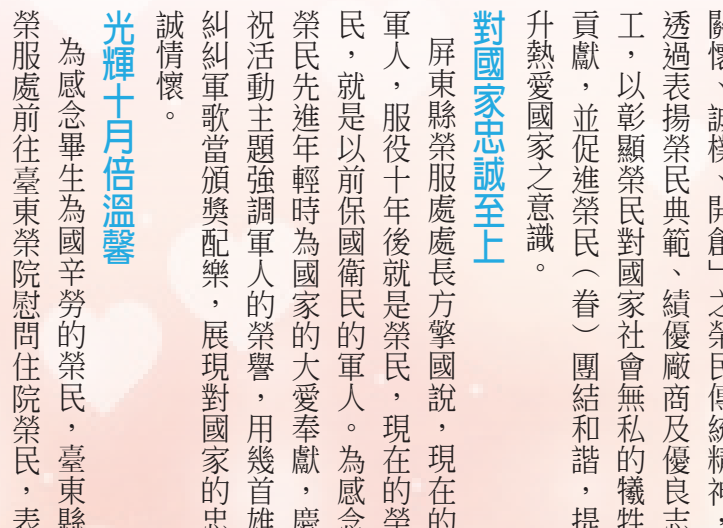 關懷、誠樸、開創」之榮民傳統精神，
透過表揚榮民典範、績優廠商及優良志
工，以彰顯榮民對國家社會無私的犧牲
貢獻，並促進榮民（眷）團結和諧，提
升熱愛國家之意識。
對國家忠誠至上
屏東縣榮服處處長方擎國說，現在的
軍人，服役十年後就是榮民，現在的榮
民，就是以前保國衛民的軍人。為感念
榮民先進年輕時為國家的大愛奉獻，慶
祝活動主題強調軍人的榮譽，用幾首雄
糾糾軍歌當頒獎配樂，展現對國家的忠
誠情懷。
光輝十月倍溫馨
為感念畢生為國辛勞的榮民，臺東縣
榮服處前往臺東榮院慰問住院榮民，表